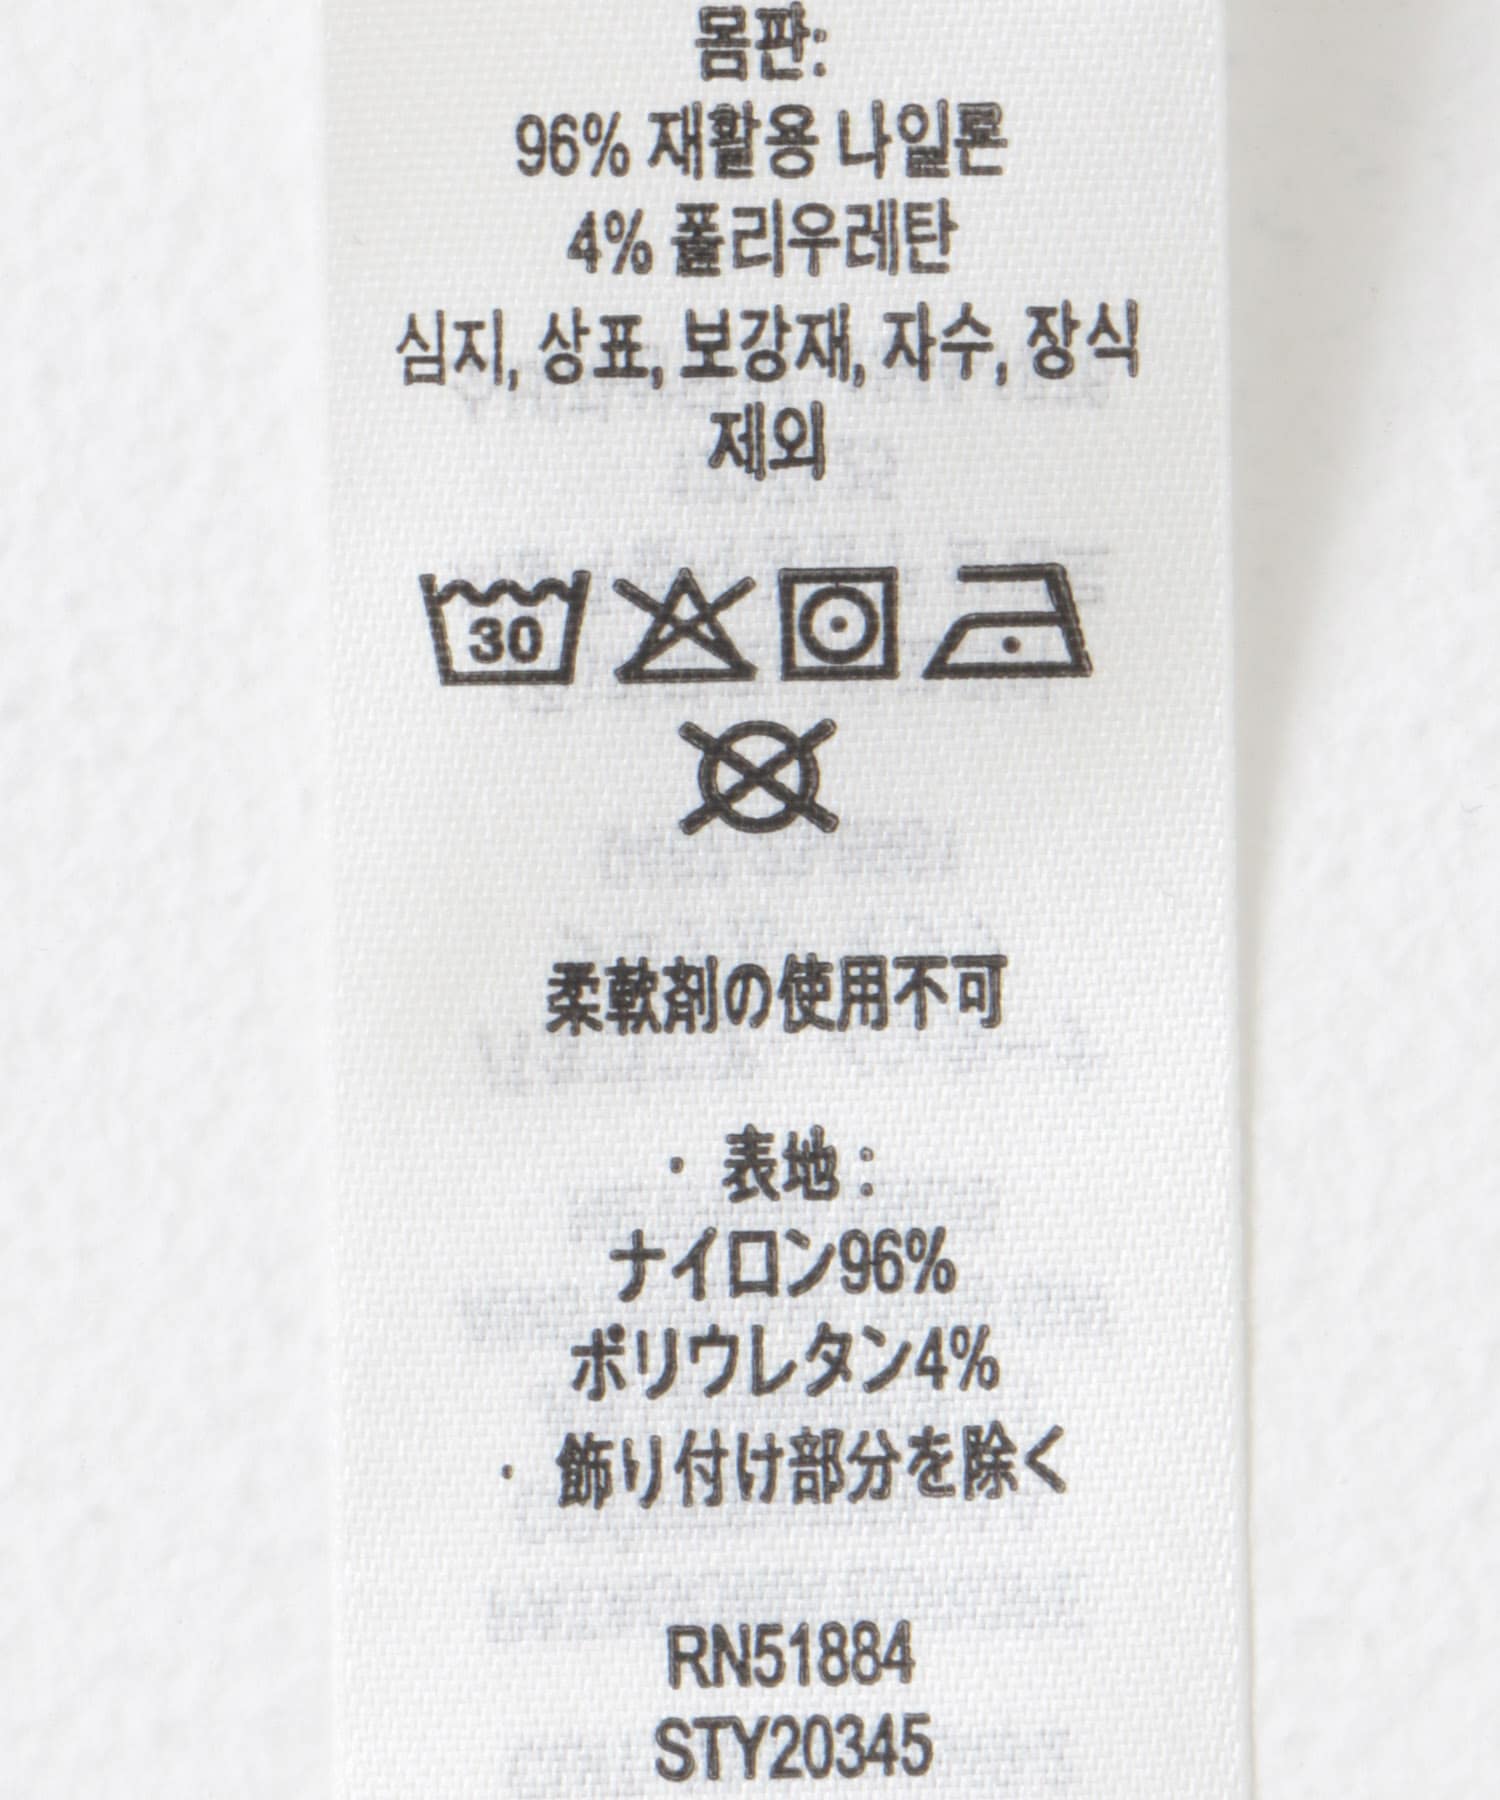 몸판:
96% 재활용 나일론
4% 폴리우레탄
심지, 상표, 보강재, 자수, 장식
제외
30
柔軟剤の使用不可
・ 表地 :
ナイロン96%
ポリウレタン4%
・ 飾り付け部分を除く
RN51884
STY20345